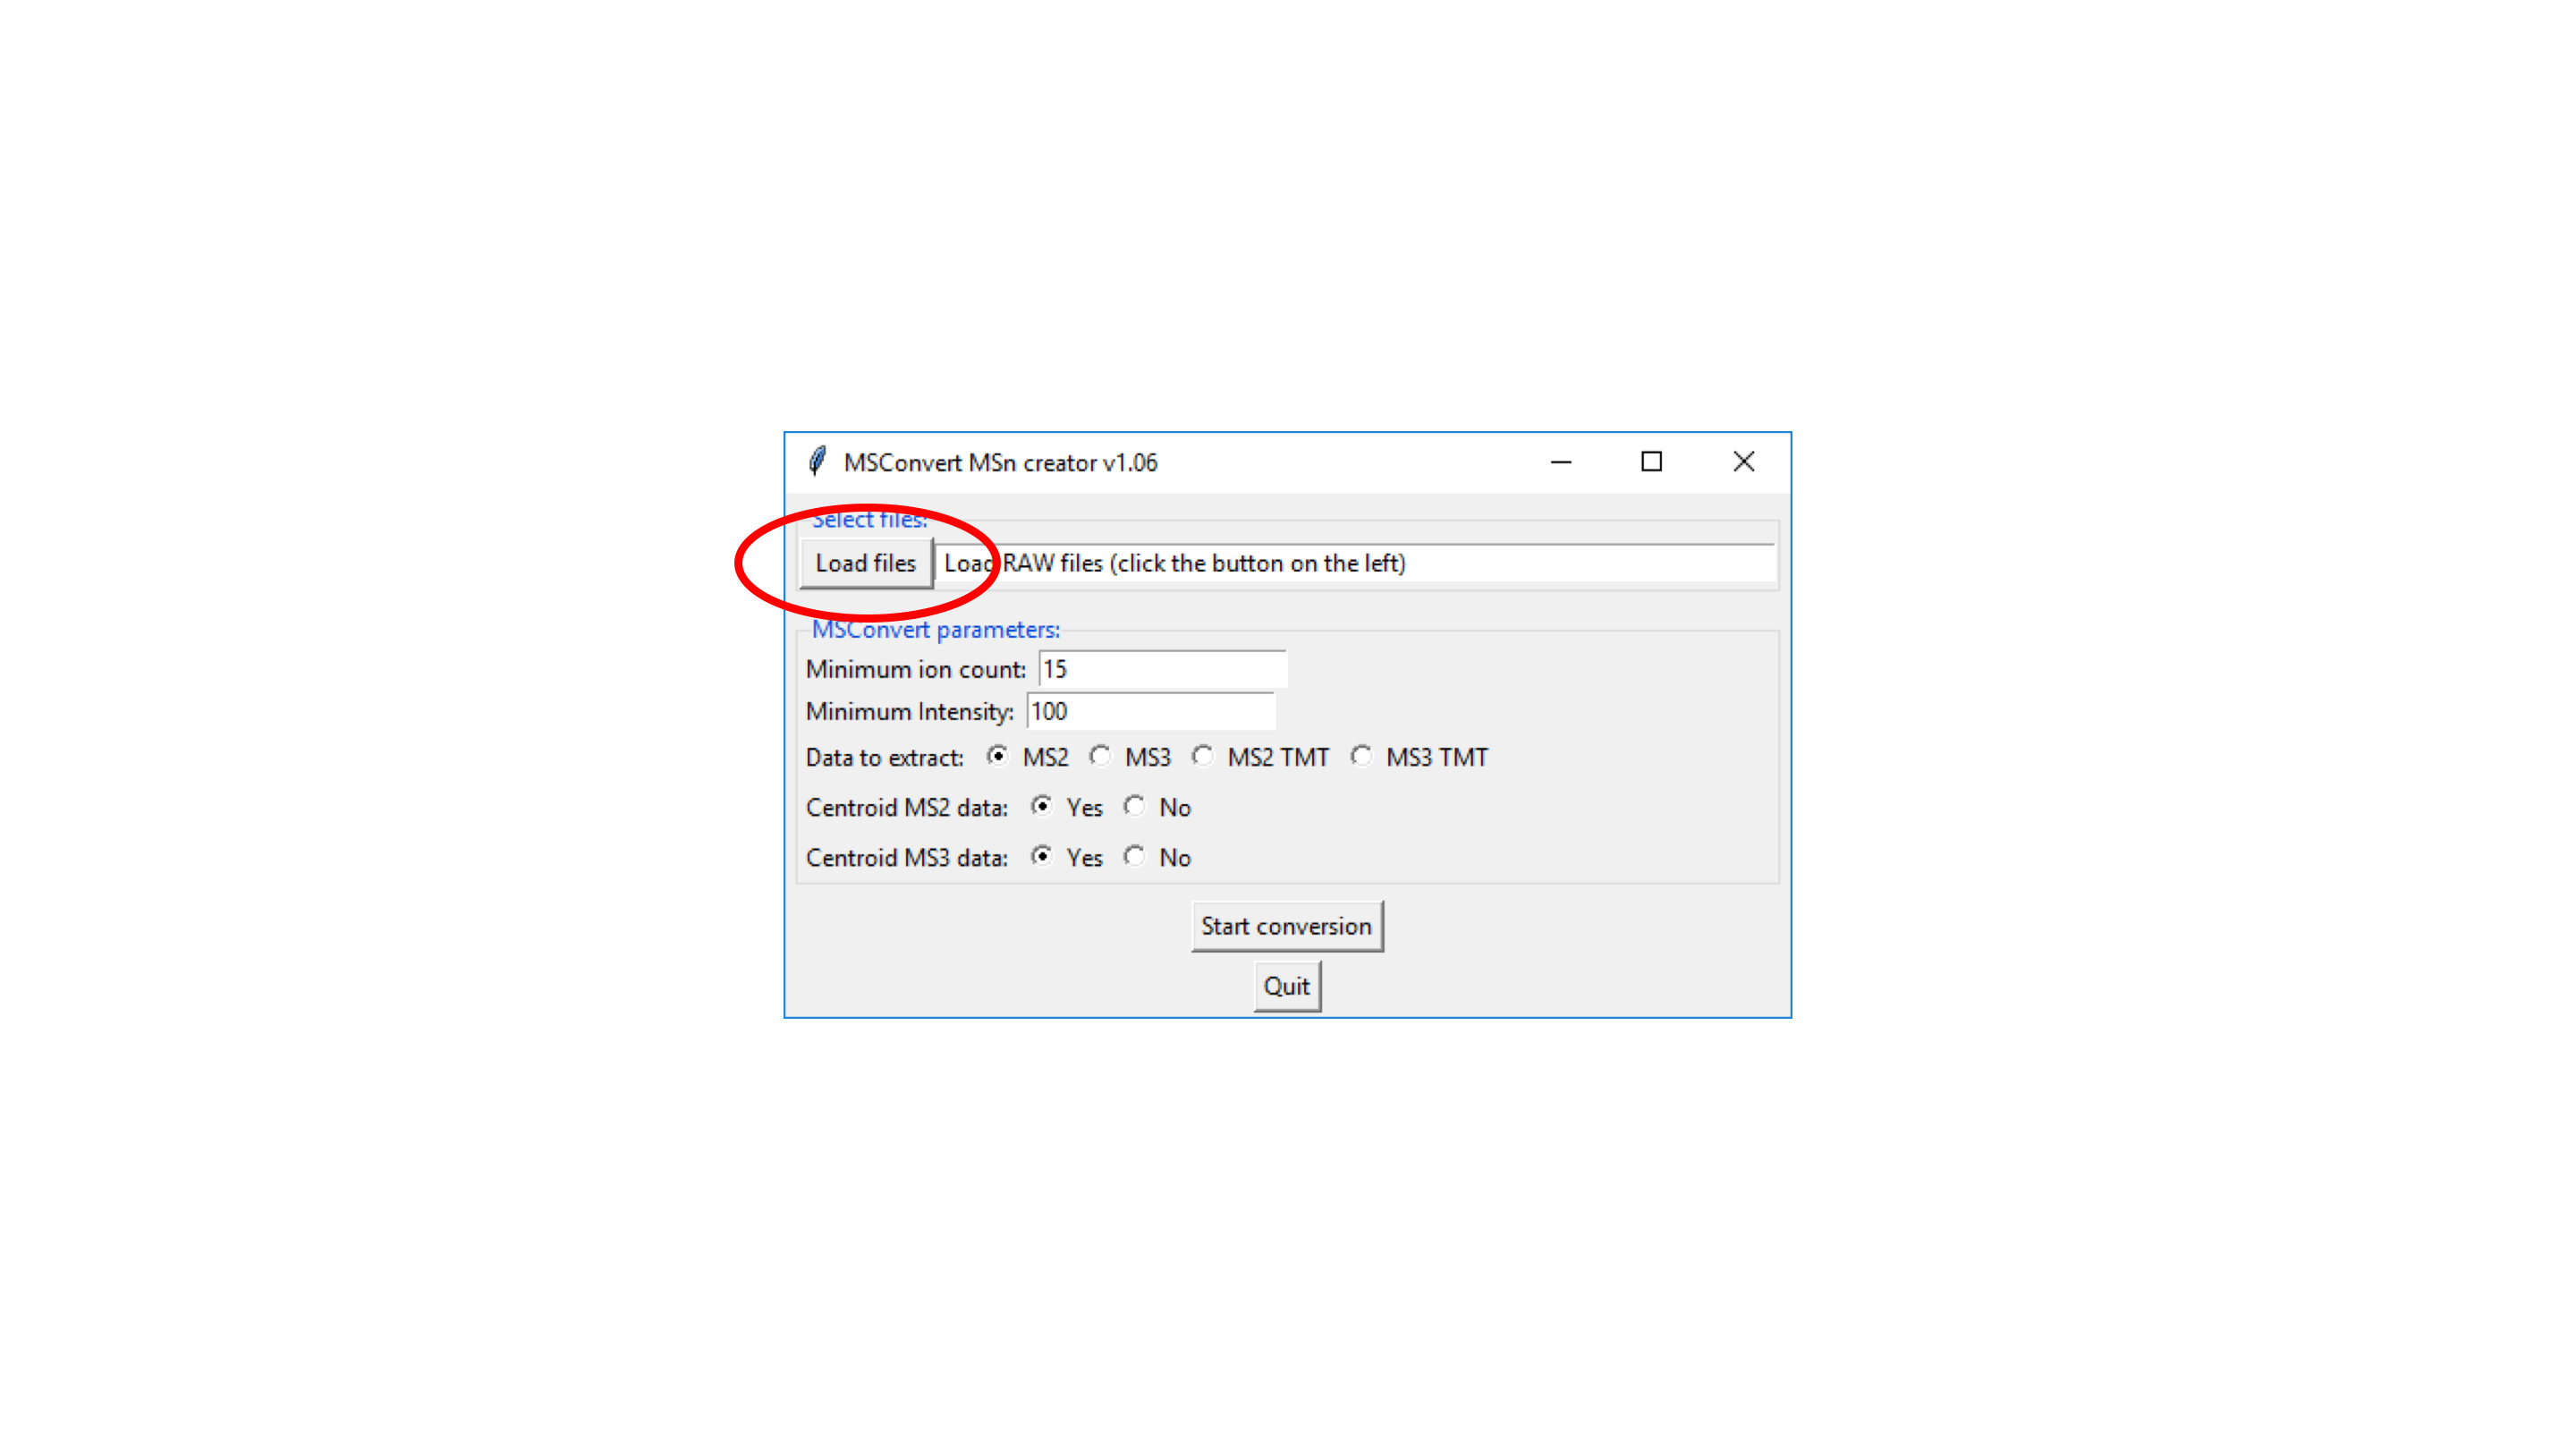 MSConvert MSn creator v1.06
Select files:
Load files Load RAW files (click the button on the left)
MSConvert parameters:
Minimum ion count: 15
Minimum Intensity: 100
Data to extract: MS2 MS3 MS2 TMT MS3 TMT
Centroid MS2 data: Yes No
Centroid MS3 data: Yes No
Start conversion
Quit